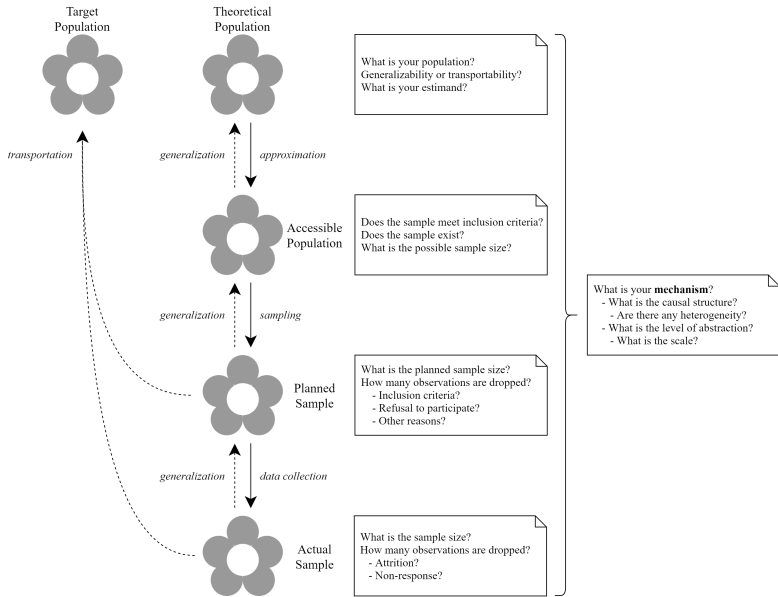 Target
Population
Theoretical
Population
What is your population?
Generalizability or transportability?
What is your estimand?
transportation
generalization
approximation
Accessible
Population
Does the sample meet inclusion criteria?
Does the sample exist?
What is the possible sample size?
What is your mechanism?
- What is the causal structure?
- Are there any heterogeneity?
- What is the level of abstraction?
- What is the scale?
generalization
sampling
Planned
Sample
What is the planned sample size?
How many observations are dropped?
- Inclusion criteria?
- Refusal to participate?
- Other reasons?
generalization
data collection
Actual
Sample
What is the sample size?
How many observations are dropped?
- Attrition?
- Non-response?